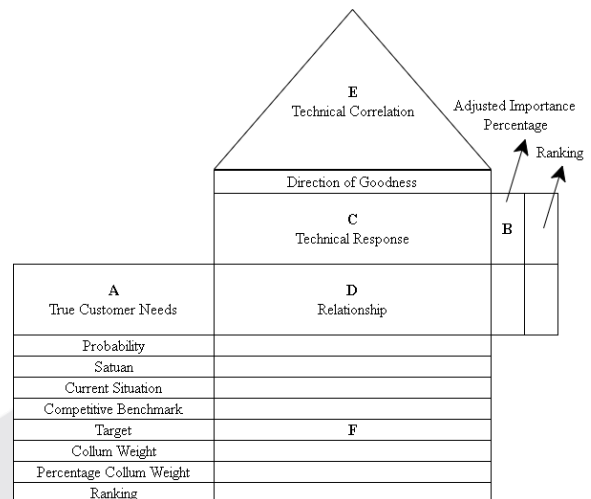 E
Technical Correlation
Adjusted Importance
Percentage
Ranking
Direction of Goodness
C
Technical Response
B
A
True Customer Needs
D
Relationship
Probability
Satuan
Current Situation
Competitive Benchmark
Target
F
Collum Weight
Percentage Collum Weight
Ranking